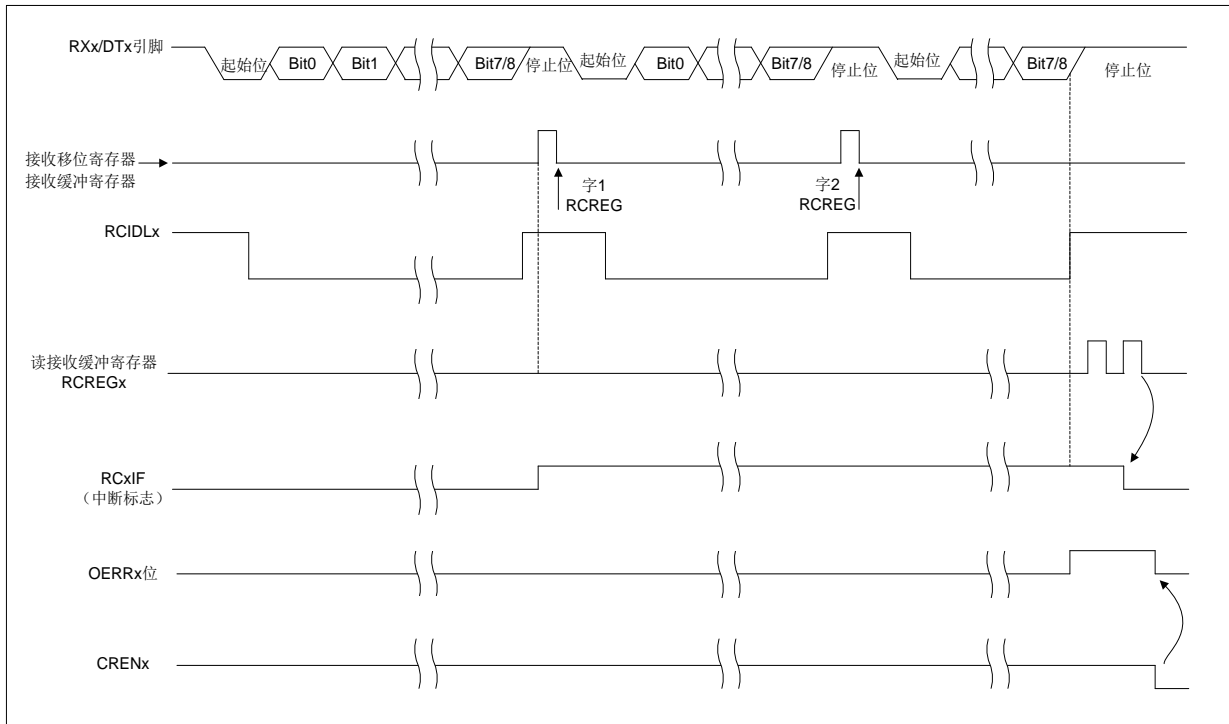 RXx/DTx引脚
起始位 Bit0 Bit1 Bit7/8 停止位 起始位 Bit0 Bit7/8 停止位 起始位 Bit7/8 停止位
接收移位寄存器
接收缓冲寄存器
字1
RCREG
字2
RCREG
RCIDLx
读接收缓冲寄存器
RCREGx
RCxIF
（中断标志）
OERRx位
CRENx